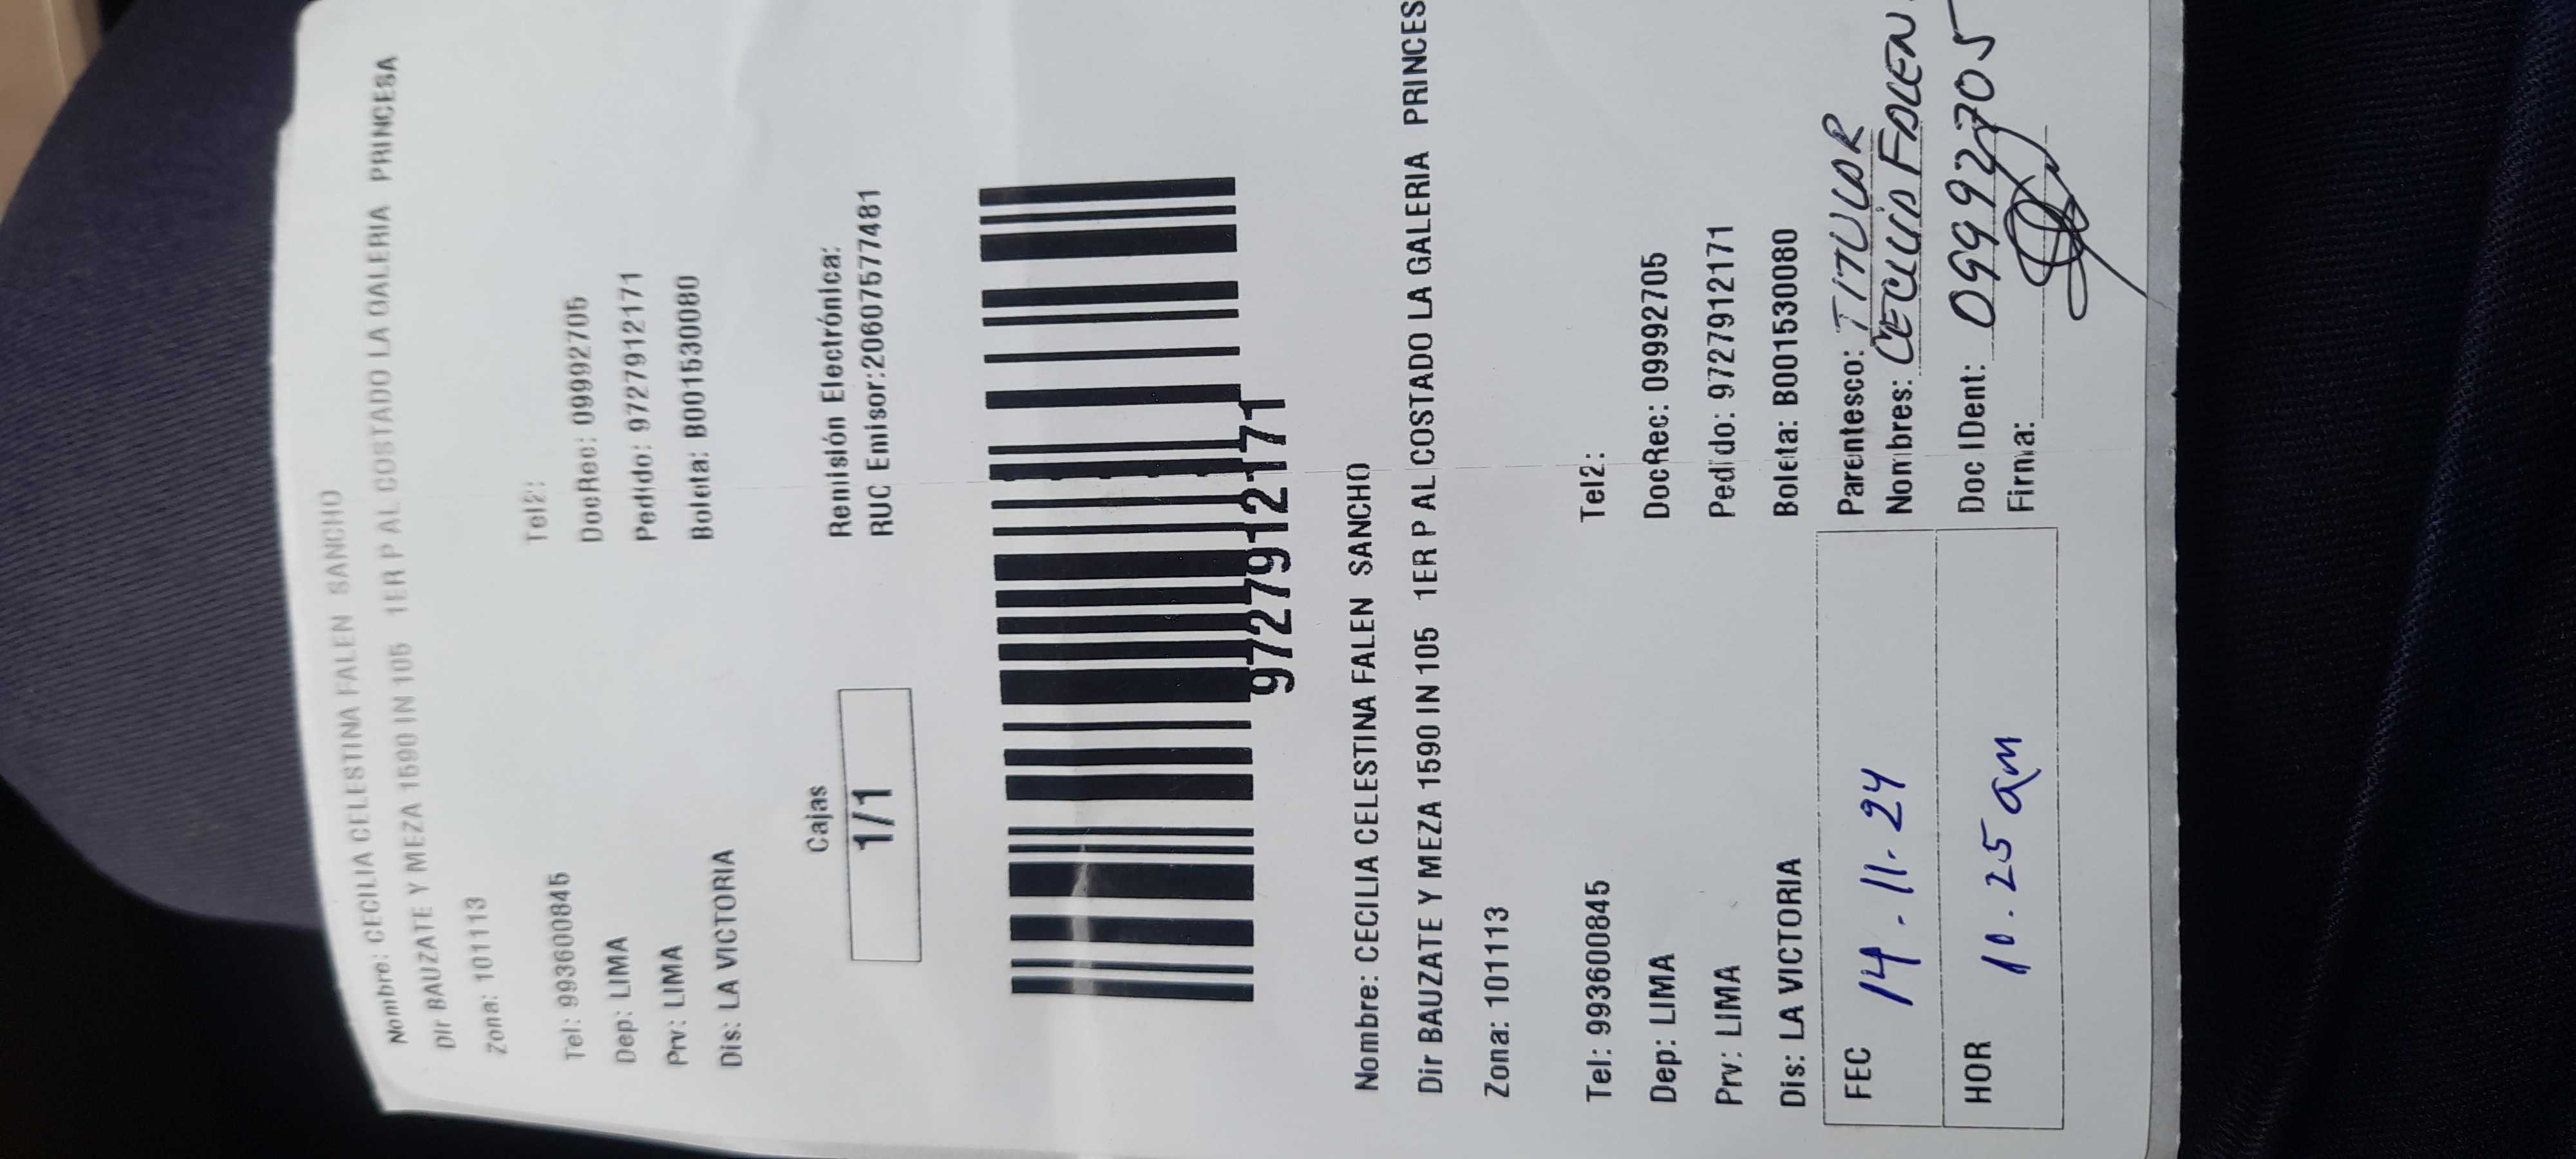 Nombre: CECILIA CELESTINA FALEN SANCHO
Dir BAUZATE Y MEZA 1590 IN 105 1ER P AL COSTADO LA GALERIA PRINCESA
Zona: 101113
Tel: 993600845 Tel2:
Dep: LIMA DocRec: 09992705
Prv: LIMA Pedido: 9727912171
Dis: LA VICTORIA Boleta: B001530080
Cajas Remisión Electrónica:
1/1 RUC Emisor:20607577481
9727912171
Nombre: CECILIA CELESTINA FALEN SANCHO
Dir BAUZATE Y MEZA 1590 IN 105 1ER P AL COSTADO LA GALERIA PRINCES
Zona: 101113
Tel: 993600845 Tel2:
Dep: LIMA DocRec: 09992705
Prv: LIMA Pedido: 9727912171
Dis: LA VICTORIA Boleta: B001530080
FEC 14.11.24 Parentesco: TITULAR
Nombres: CECILIA FALEN
HOR 10.25 am Doc IDent: 09992705
Firma: